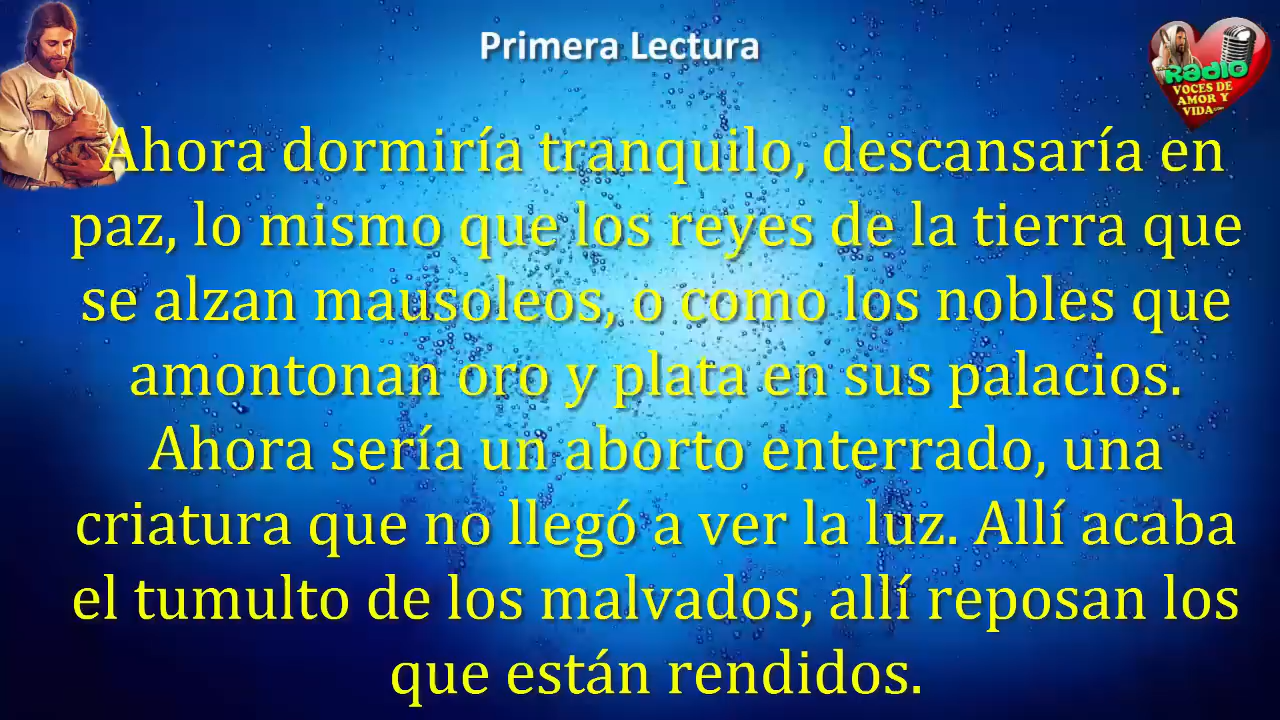 Primera Lectura
Radio
VOCES DE
AMOR Y
VIDA
Ahora dormiría tranquilo, descansaría en
paz, lo mismo que los reyes de la tierra que
se alzan mausoleos, o como los nobles que
amontonan oro y plata en sus palacios.
Ahora sería un aborto enterrado, una
criatura que no llegó a ver la luz. Allí acaba
el tumulto de los malvados, allí reposan los
que están rendidos.